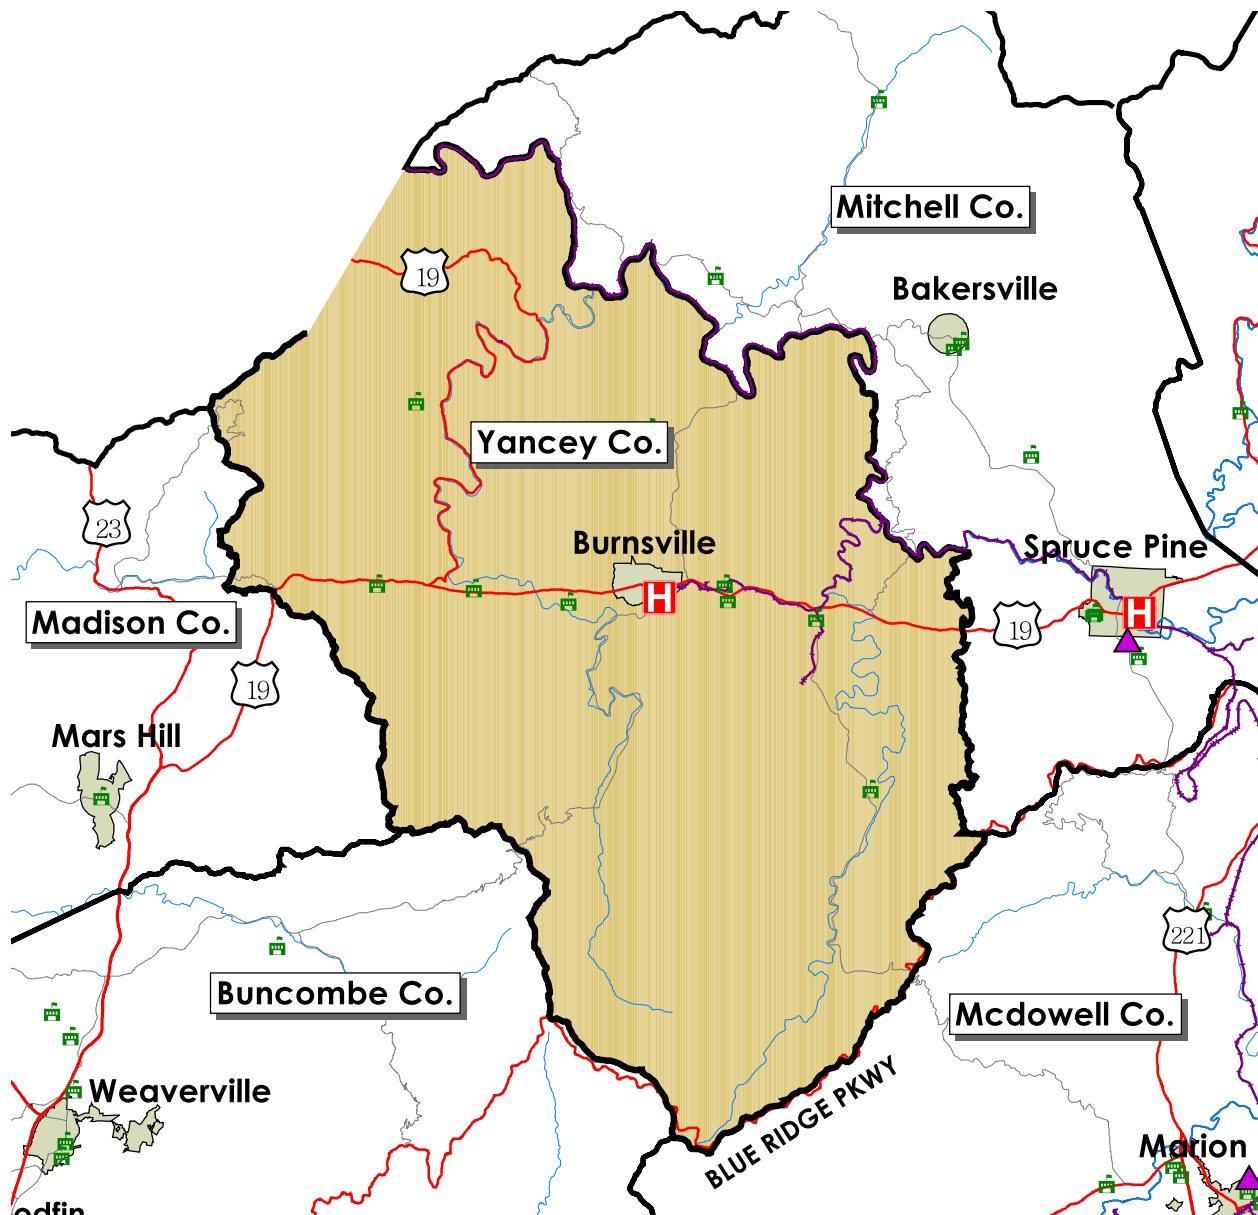 Mitchell Co.
19
Bakersville
Yancey Co.
23
Burnsville
Spruce Pine
H
H
Madison Co.
19
19
Mars Hill
221
Buncombe Co.
Mcdowell Co.
BLUE RIDGE PKWY
Weaverville
Marion
odfin